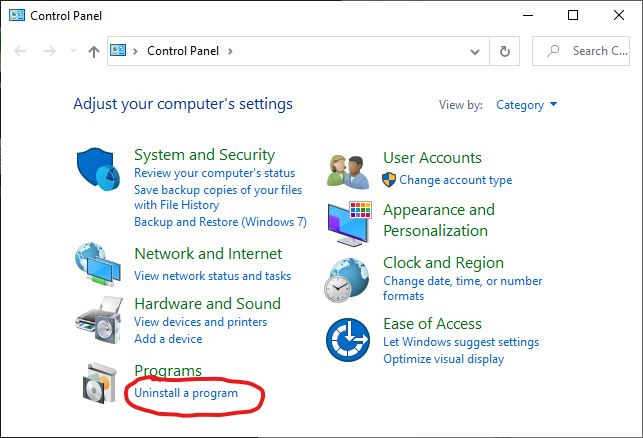 Control Panel
Control Panel
Search C...
Adjust your computer's settings
View by:
Category
System and Security
Review your computer's status
Save backup copies of your files
with File History
Backup and Restore (Windows 7)
Network and Internet
View network status and tasks
Hardware and Sound
View devices and printers
Add a device
Programs
Uninstall a program
User Accounts
Change account type
Appearance and
Personalization
Clock and Region
Change date, time, or number
formats
Ease of Access
Let Windows suggest settings
Optimize visual display